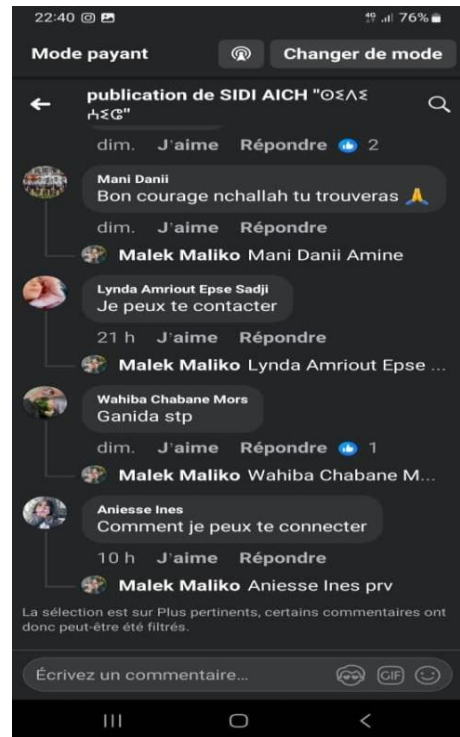 22:40 76%
Mode payant Changer de mode
publication de SIDI AICH "ⵙⵉⴷⵉ
ⵄⵉⵛ"
dim. J'aime Répondre 2
Mani Danii
Bon courage nchallah tu trouveras 🙏
dim. J'aime Répondre
Malek Maliko Mani Danii Amine
Lynda Amriout Epse Sadji
Je peux te contacter
21 h J'aime Répondre
Malek Maliko Lynda Amriout Epse ...
Wahiba Chabane Mors
Ganida stp
dim. J'aime Répondre 1
Malek Maliko Wahiba Chabane M...
Aniesse Ines
Comment je peux te connecter
10 h J'aime Répondre
Malek Maliko Aniesse Ines prv
La sélection est sur Plus pertinents, certains commentaires ont
donc peut-être été filtrés.
Écrivez un commentaire... GIF